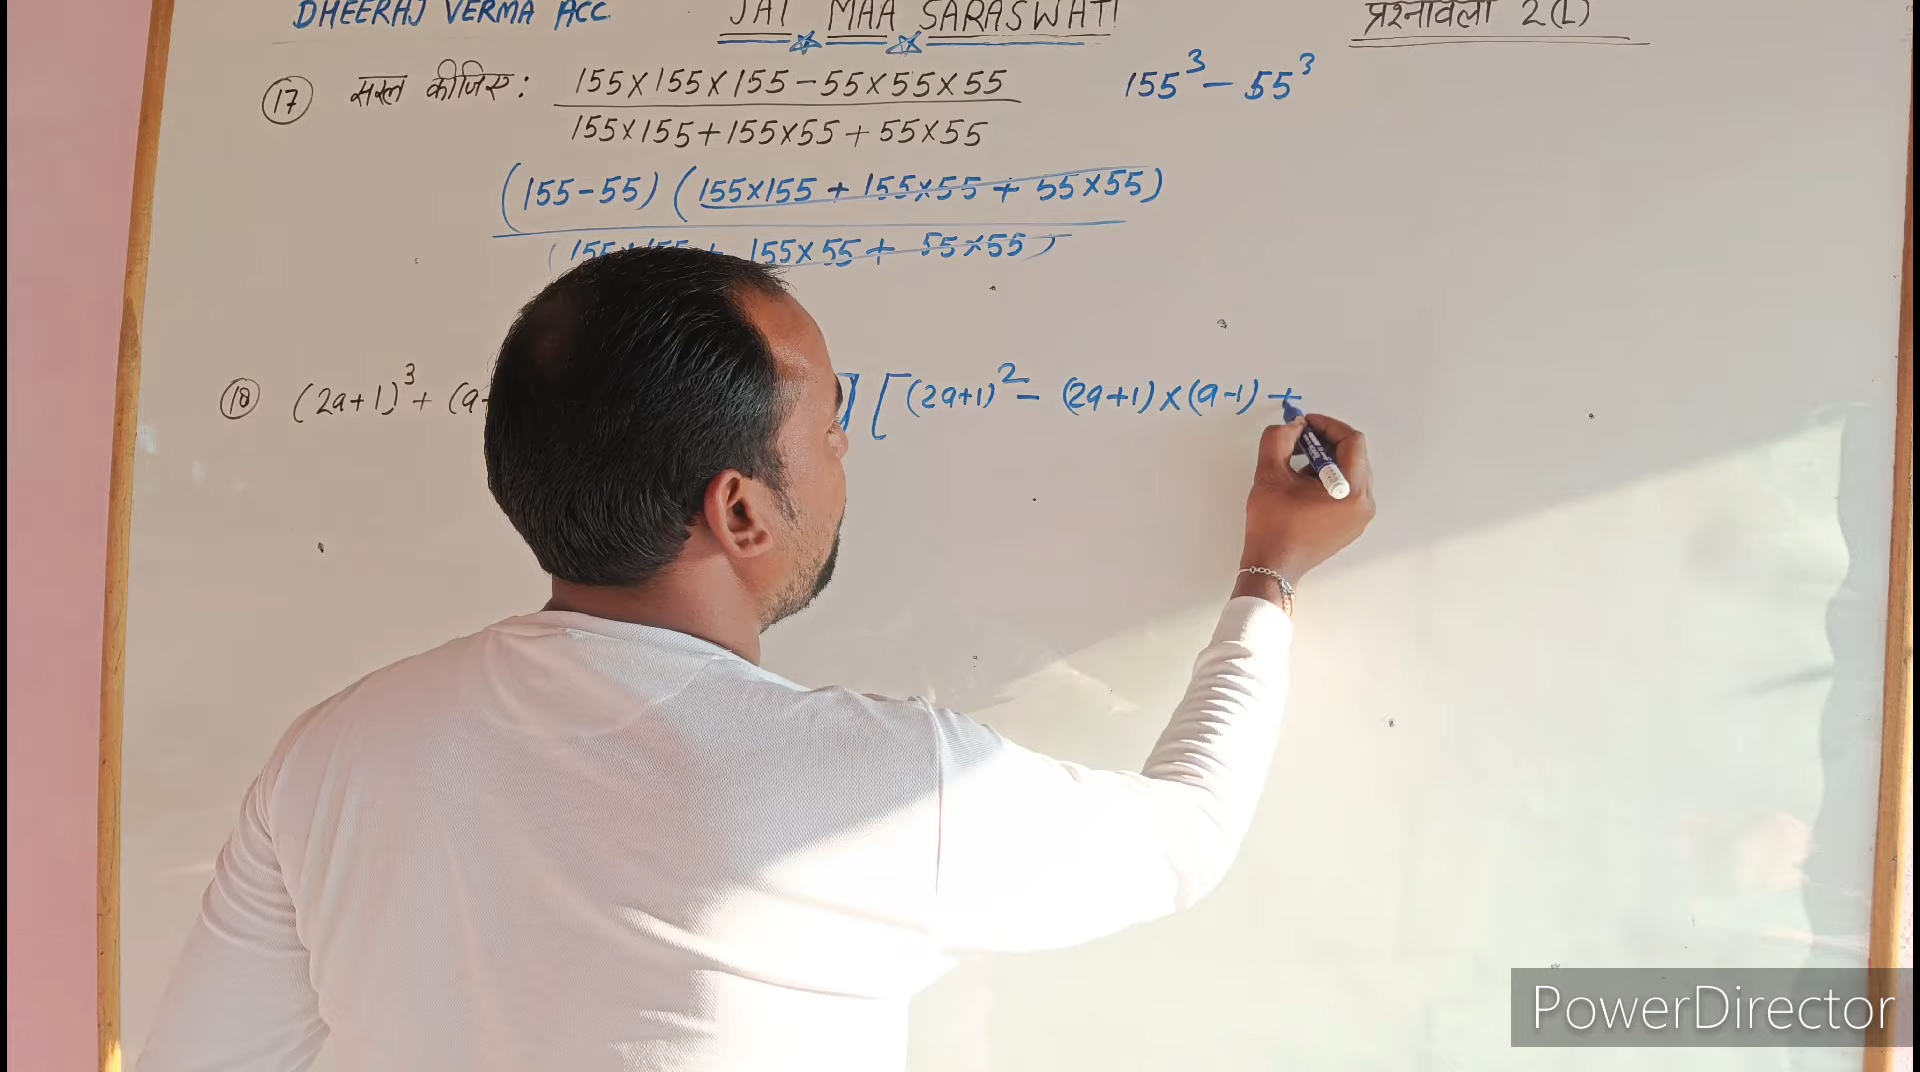 DHEERAJ VERMA ACC. JAI MAA SARASWATI प्रश्नावली 2(L)
17 सरल कीजिए: 155×155×155-55×55×55 155³-55³
155×155+155×55+55×55
(155-55)(155×155+155×55+55×55)
155×55+55×55)
18 (2a+1)³+(a ] [(2a+1)²-(2a+1)×(a-1)+
PowerDirector